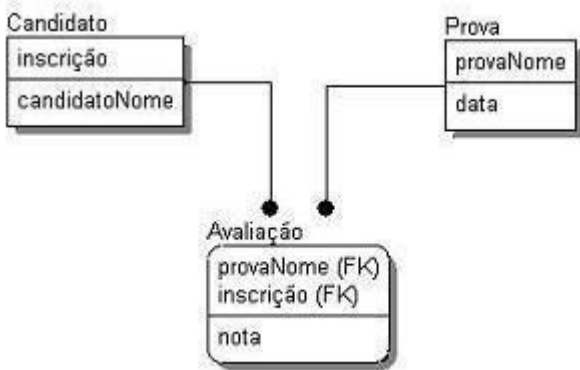 Candidato
inscrição
candidatoNome
Prova
provaNome
data
Avaliação
provaNome (FK)
inscrição (FK)
nota